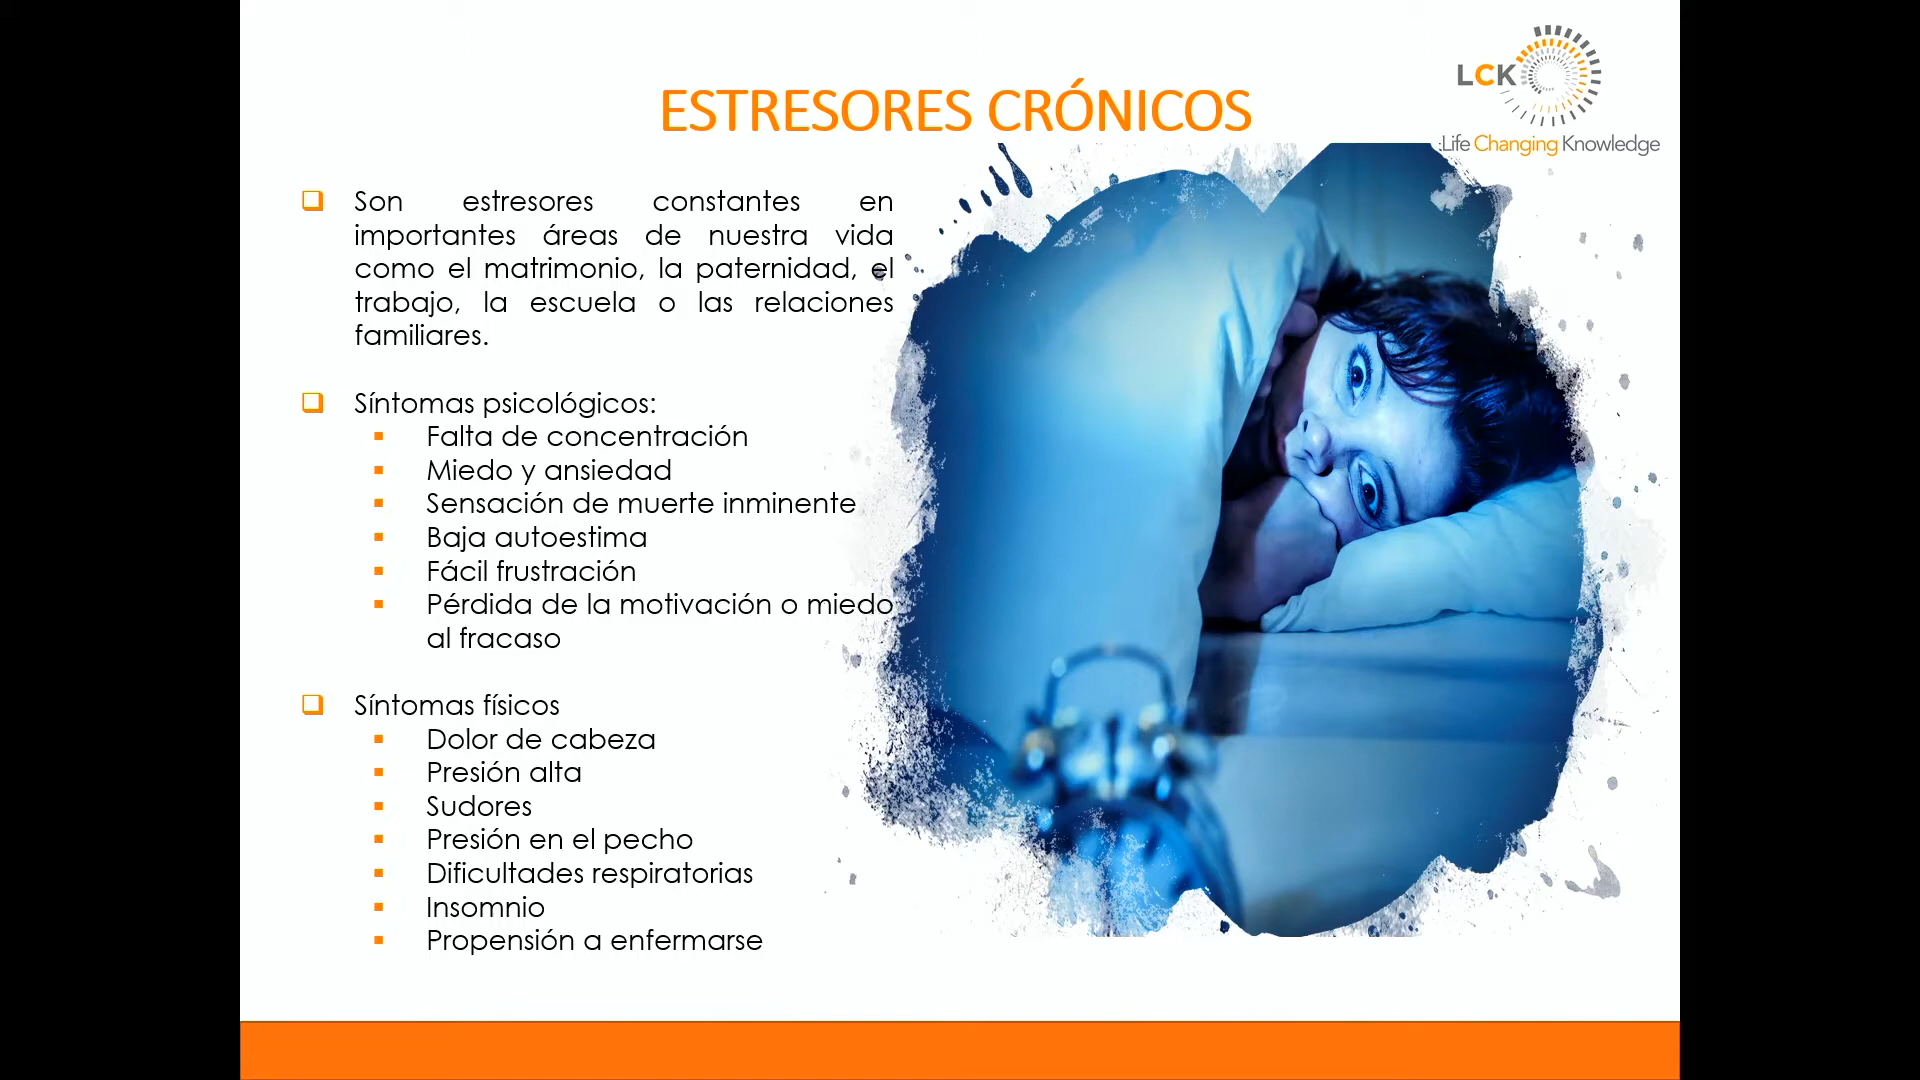 ESTRESORES CRÓNICOS
LCK
Life Changing Knowledge
Son estresores constantes en
importantes áreas de nuestra vida
como el matrimonio, la paternidad, el
trabajo, la escuela o las relaciones
familiares.
Síntomas psicológicos:
Falta de concentración
Miedo y ansiedad
Sensación de muerte inminente
Baja autoestima
Fácil frustración
Pérdida de la motivación o miedo
al fracaso
Síntomas físicos
Dolor de cabeza
Presión alta
Sudores
Presión en el pecho
Dificultades respiratorias
Insomnio
Propensión a enfermarse